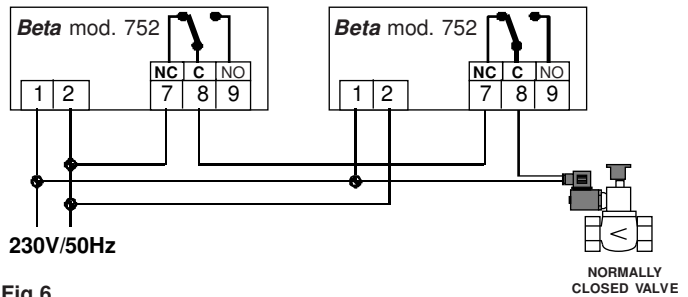 Beta mod. 752
NC C NO
1 2 7 8 9
Beta mod. 752
NC C NO
1 2 7 8 9
230V/50Hz
NORMALLY
CLOSED VALVE
Fig.6